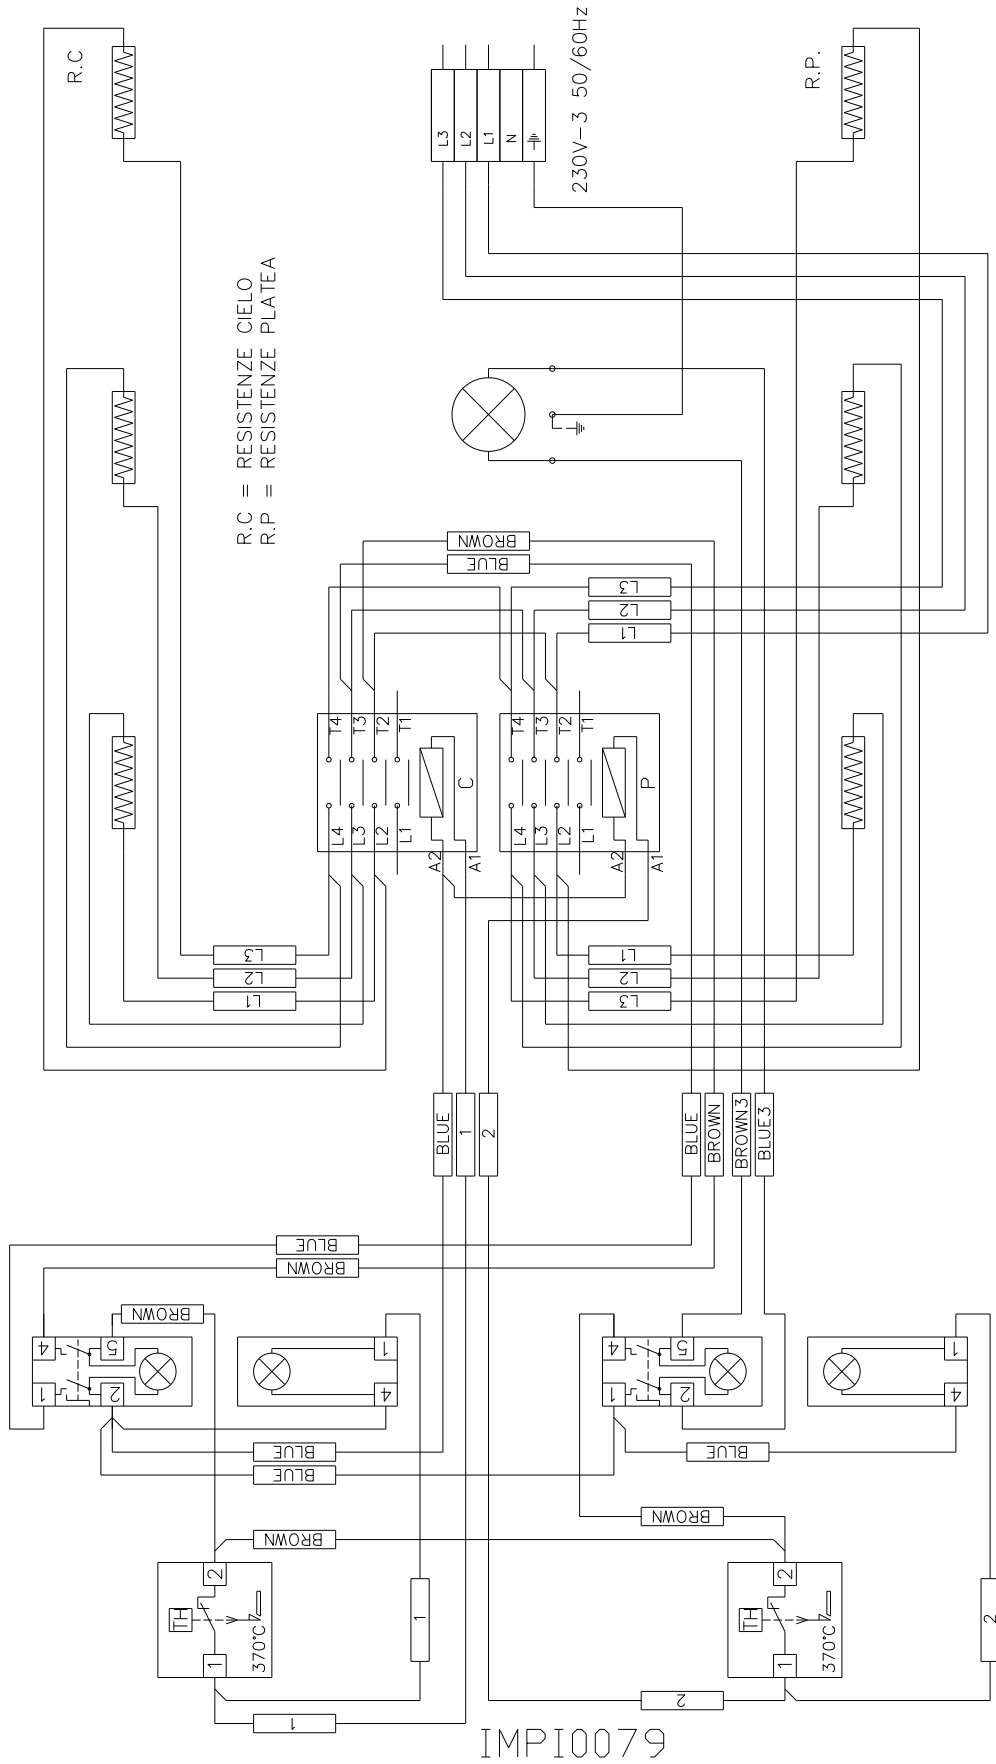 R.C
R.P.
L3
L2
L1
N
230V-3 50/60Hz
R.C = RESISTENZE CIELO
R.P = RESISTENZE PLATEA
BROWN
BLUE
L3
L2
L1
T4
T3
T2
T1
L4
L3
L2
L1
C
A2
A1
T4
T3
T2
T1
L4
L3
L2
L1
P
A2
A1
L3
L2
L1
L1
L2
L3
BLUE
1
2
BLUE
BROWN
BROWN3
BLUE3
BLUE
BROWN
BROWN
4
5
1
2
1
4
4
5
1
2
1
4
BLUE
BLUE
BLUE
BROWN
BROWN
2
TH
1
370°C
1
2
TH
1
370°C
2
1
2
IMPI0079